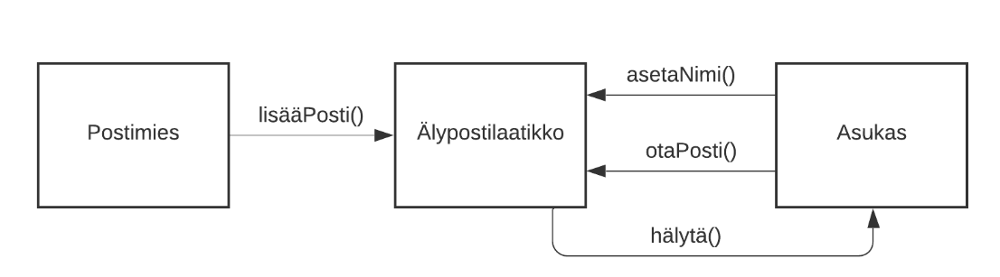 Postimies
lisääPosti()
Älypostilaatikko
asetaNimi()
otaPosti()
hälytä()
Asukas